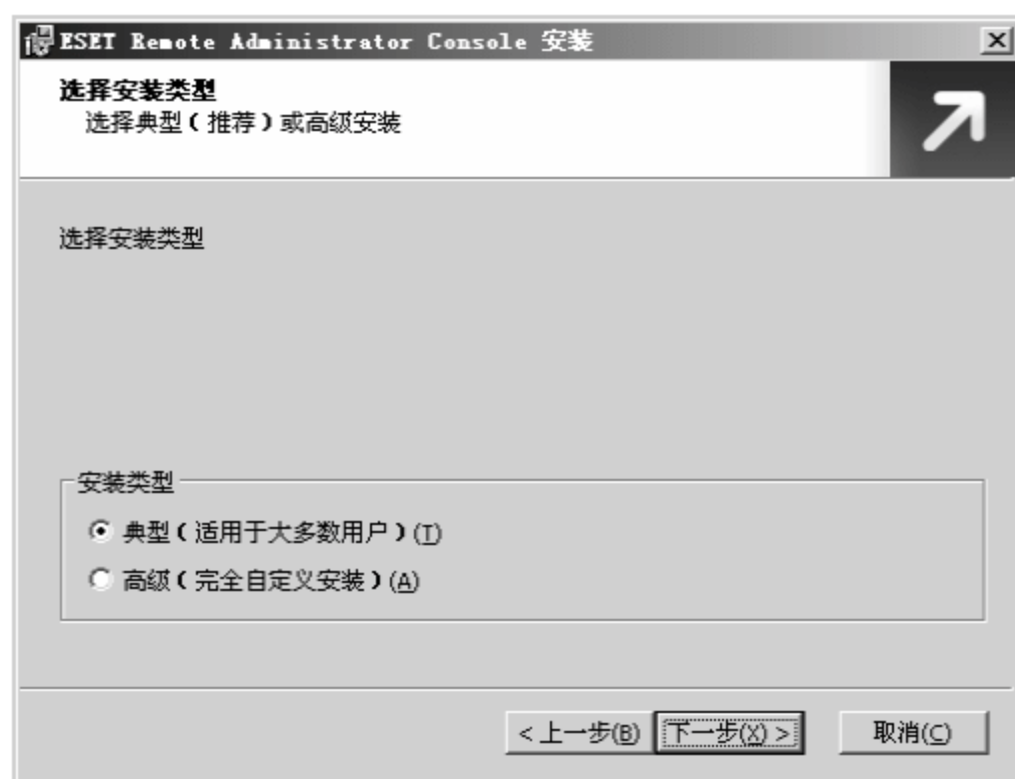 ESET Remote Administrator Console 安装
选择安装类型
选择典型（推荐）或高级安装
选择安装类型
安装类型
典型（适用于大多数用户）(T)
高级（完全自定义安装）(A)
< 上一步(B) 下一步(X) > 取消(C)